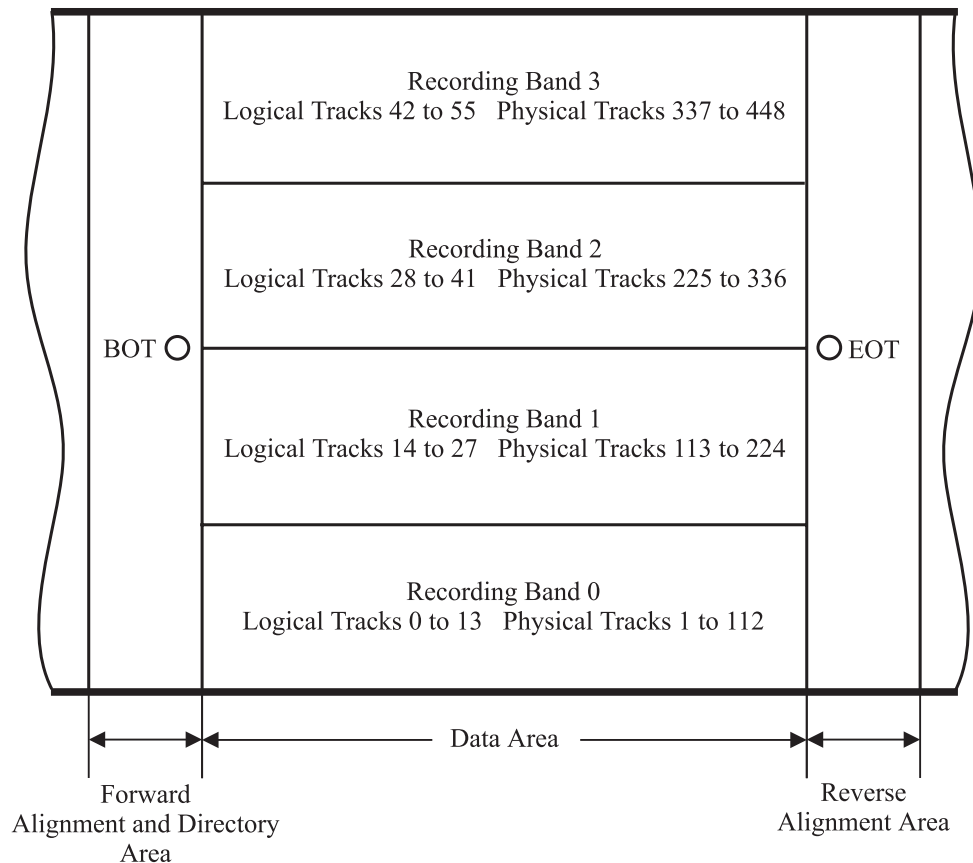 Recording Band 3
Logical Tracks 42 to 55 Physical Tracks 337 to 448
Recording Band 2
Logical Tracks 28 to 41 Physical Tracks 225 to 336
BOT
EOT
Recording Band 1
Logical Tracks 14 to 27 Physical Tracks 113 to 224
Recording Band 0
Logical Tracks 0 to 13 Physical Tracks 1 to 112
Data Area
Forward
Alignment and Directory
Area
Reverse
Alignment Area